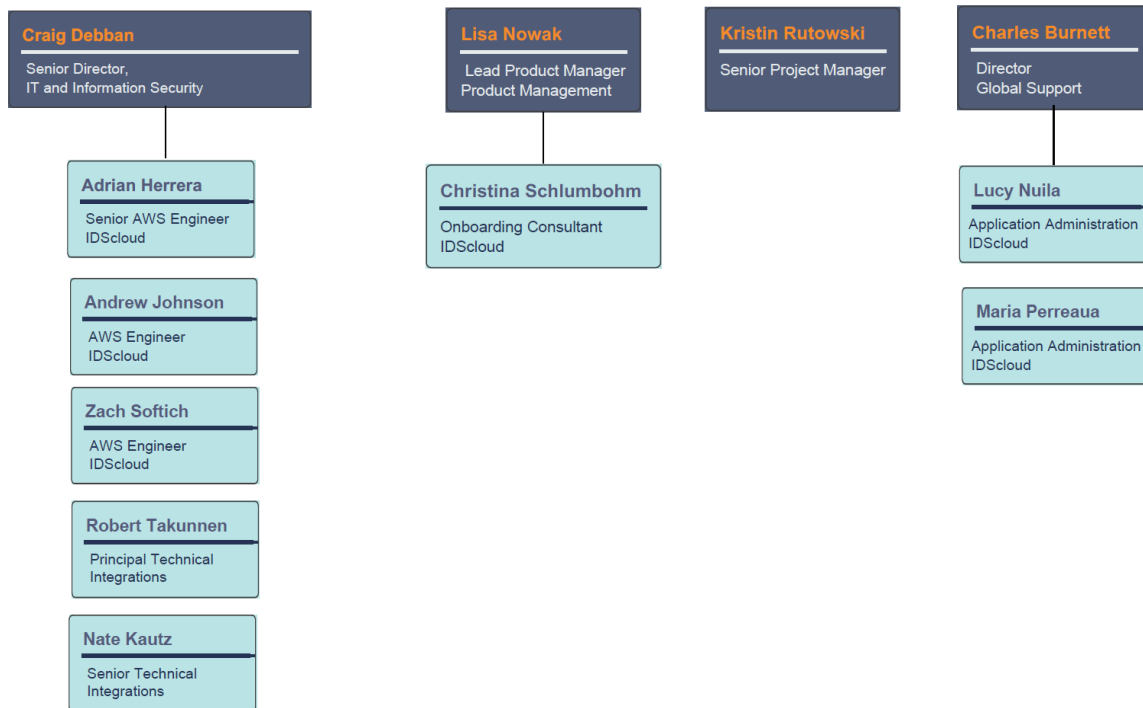 Craig Debban
Senior Director,
IT and Information Security
Adrian Herrera
Senior AWS Engineer
IDScloud
Andrew Johnson
AWS Engineer
IDScloud
Zach Softich
AWS Engineer
IDScloud
Robert Takunnen
Principal Technical
Integrations
Nate Kautz
Senior Technical
Integrations
Lisa Nowak
Lead Product Manager
Product Management
Christina Schlumbohm
Onboarding Consultant
IDScloud
Kristin Rutowski
Senior Project Manager
Charles Burnett
Director
Global Support
Lucy Nuila
Application Administration
IDScloud
Maria Perreaua
Application Administration
IDScloud